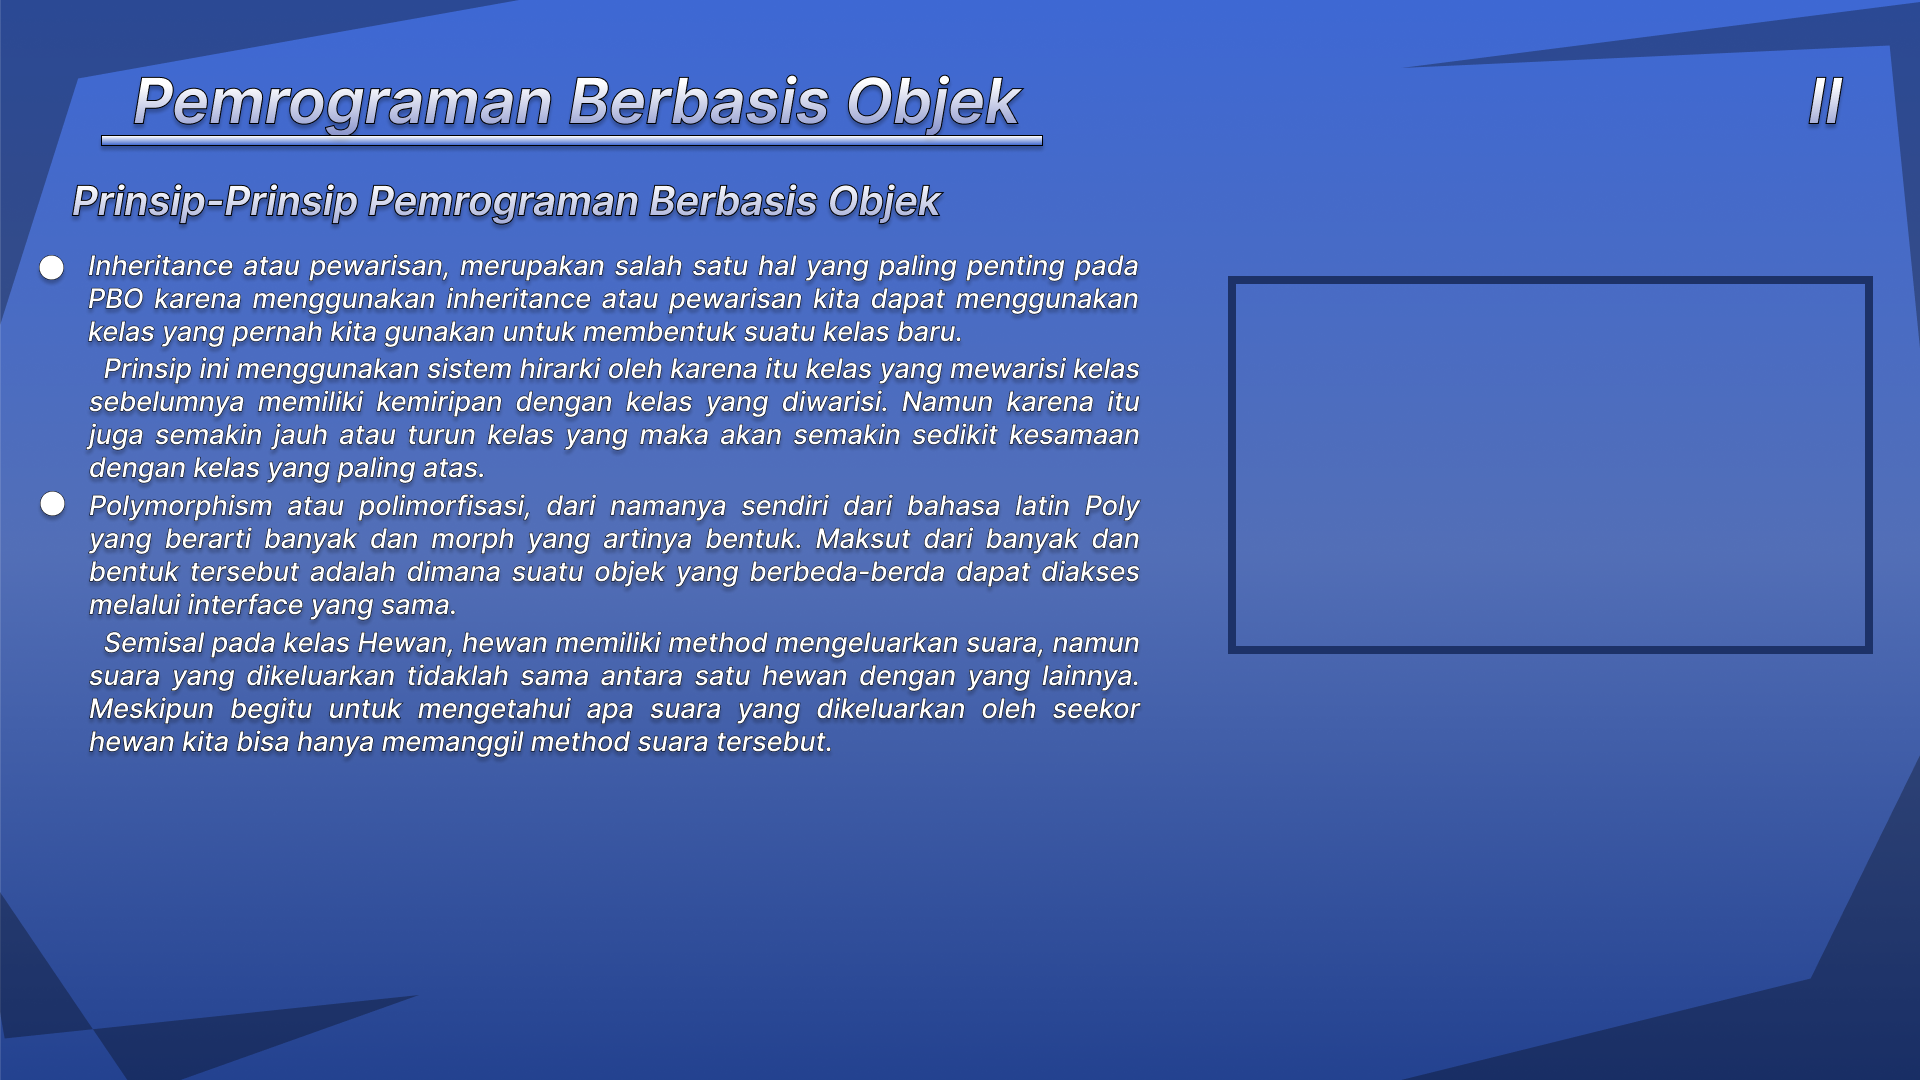 Pemrograman Berbasis Objek
II
Prinsip-Prinsip Pemrograman Berbasis Objek
Inheritance atau pewarisan, merupakan salah satu hal yang paling penting pada
PBO karena menggunakan inheritance atau pewarisan kita dapat menggunakan
kelas yang pernah kita gunakan untuk membentuk suatu kelas baru.
Prinsip ini menggunakan sistem hirarki oleh karena itu kelas yang mewarisi kelas
sebelumnya memiliki kemiripan dengan kelas yang diwarisi. Namun karena itu
juga semakin jauh atau turun kelas yang maka akan semakin sedikit kesamaan
dengan kelas yang paling atas.
Polymorphism atau polimorfisasi, dari namanya sendiri dari bahasa latin Poly
yang berarti banyak dan morph yang artinya bentuk. Maksut dari banyak dan
bentuk tersebut adalah dimana suatu objek yang berbeda-berda dapat diakses
melalui interface yang sama.
Semisal pada kelas Hewan, hewan memiliki method mengeluarkan suara, namun
suara yang dikeluarkan tidaklah sama antara satu hewan dengan yang lainnya.
Meskipun begitu untuk mengetahui apa suara yang dikeluarkan oleh seekor
hewan kita bisa hanya memanggil method suara tersebut.